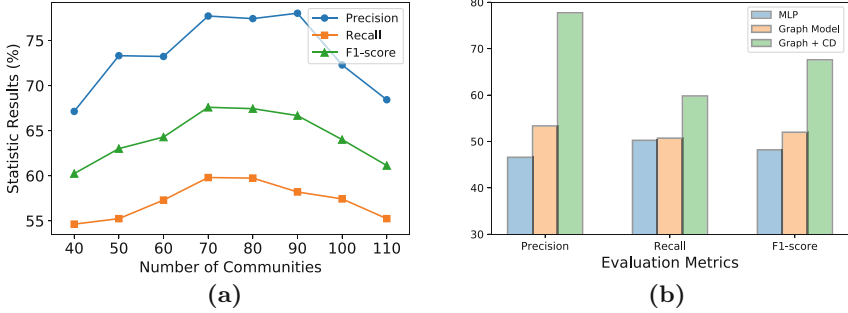 Statistic Results (%)
75
70
65
60
55
Precision
Recall
F1-score
40 50 60 70 80 90 100 110
Number of Communities
(a)
80
70
60
50
40
30
MLP
Graph Model
Graph + CD
Precision Recall F1-score
Evaluation Metrics
(b)